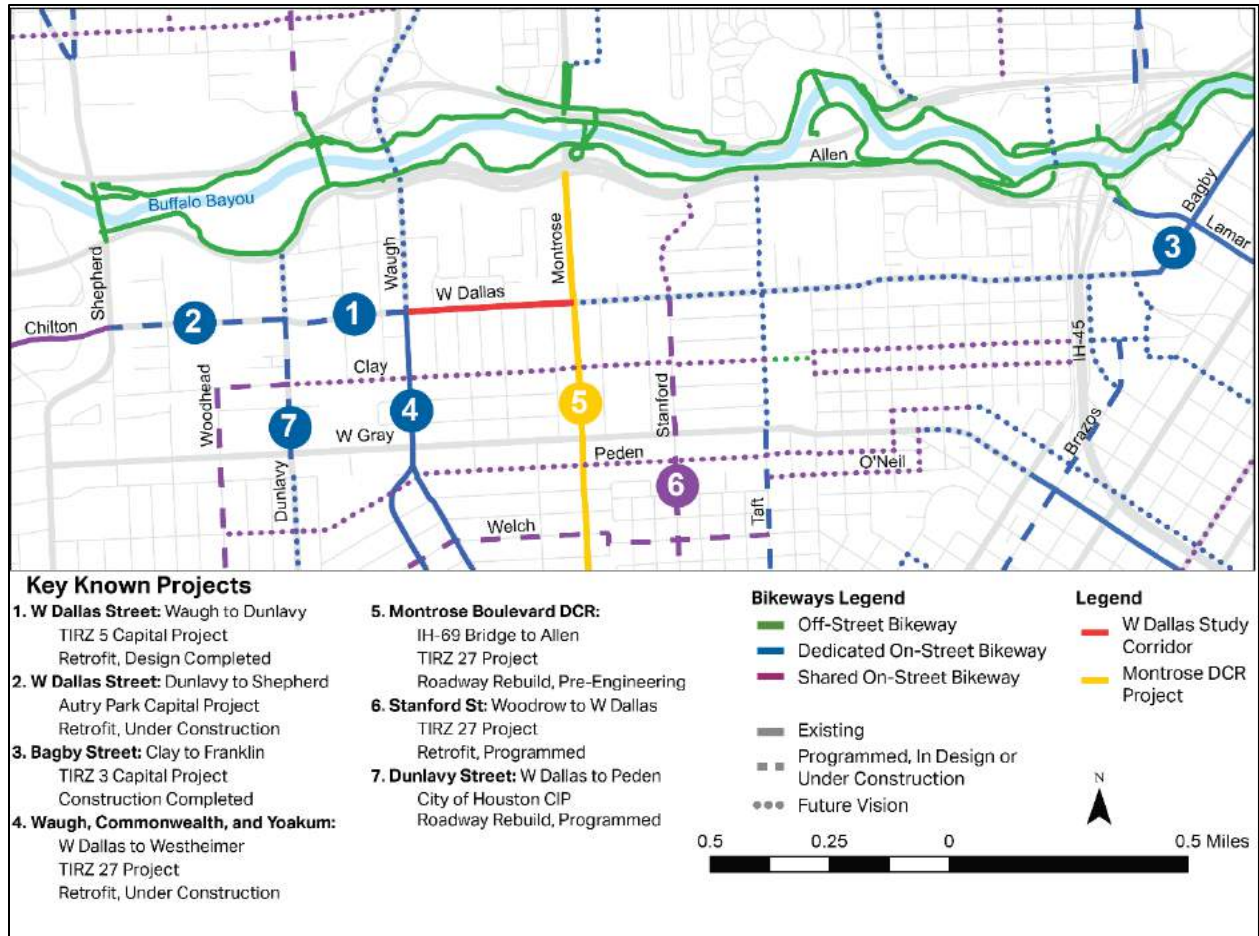 Allen
Buffalo Bayou
Bagby
Lamar
3
Shepherd
Waugh
Montrose
W Dallas
1
2
Chilton
Clay
IH-45
Woodhead
Stanford
5
4
7
W Gray
Peden
Brazos
O'Neil
6
Dunlavy
Welch
Taft
Key Known Projects
1. W Dallas Street: Waugh to Dunlavy
TIRZ 5 Capital Project
Retrofit, Design Completed
2. W Dallas Street: Dunlavy to Shepherd
Autry Park Capital Project
Retrofit, Under Construction
3. Bagby Street: Clay to Franklin
TIRZ 3 Capital Project
Construction Completed
4. Waugh, Commonwealth, and Yoakum:
W Dallas to Westheimer
TIRZ 27 Project
Retrofit, Under Construction
5. Montrose Boulevard DCR:
IH-69 Bridge to Allen
TIRZ 27 Project
Roadway Rebuild, Pre-Engineering
6. Stanford St: Woodrow to W Dallas
TIRZ 27 Project
Retrofit, Programmed
7. Dunlavy Street: W Dallas to Peden
City of Houston CIP
Roadway Rebuild, Programmed
Bikeways Legend
Off-Street Bikeway
Dedicated On-Street Bikeway
Shared On-Street Bikeway
Existing
Programmed, In Design or
Under Construction
Future Vision
Legend
W Dallas Study
Corridor
Montrose DCR
Project
N
0.5 0.25 0 0.5 Miles